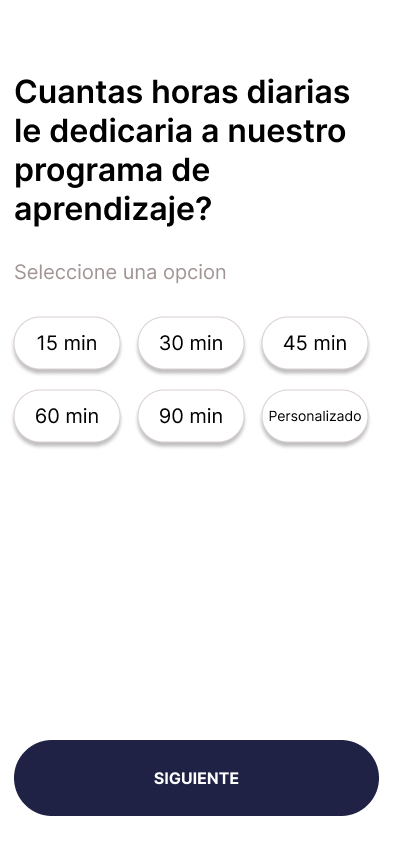 Cuantas horas diarias
le dedicaria a nuestro
programa de
aprendizaje?
Seleccione una opcion
15 min 30 min 45 min
60 min 90 min Personalizado
SIGUIENTE